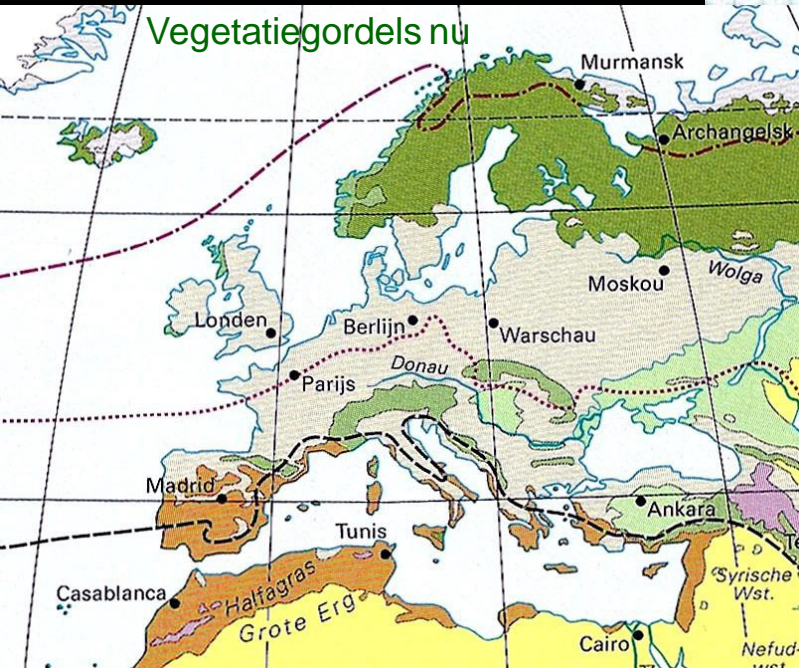 Vegetatiegordels nu
Murmansk
Archangelsk
Moskou
Wolga
Londen
Berlijn
Warschau
Parijs
Donau
Madrid
Ankara
Tunis
Casablanca
Halfagras
Grote Erg
Syrische
Wst.
Cairo
Nefud-